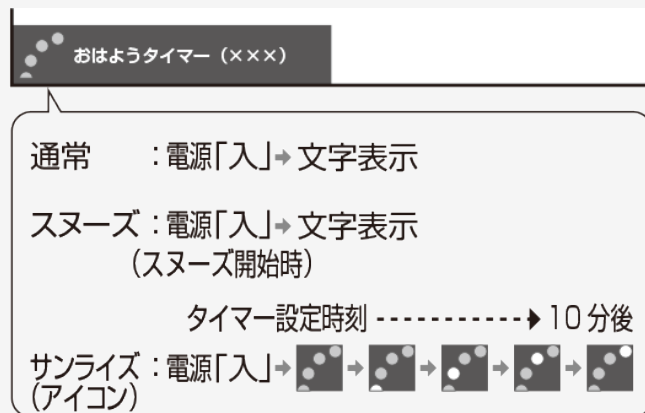 おはようタイマー（×××）
通常　：電源「入」➔文字表示
スヌーズ：電源「入」➔文字表示
（スヌーズ開始時）
タイマー設定時刻 - - - - - - - - - - -▶10分後
サンライズ：電源「入」➔ ➔ ➔ ➔ ➔
（アイコン）